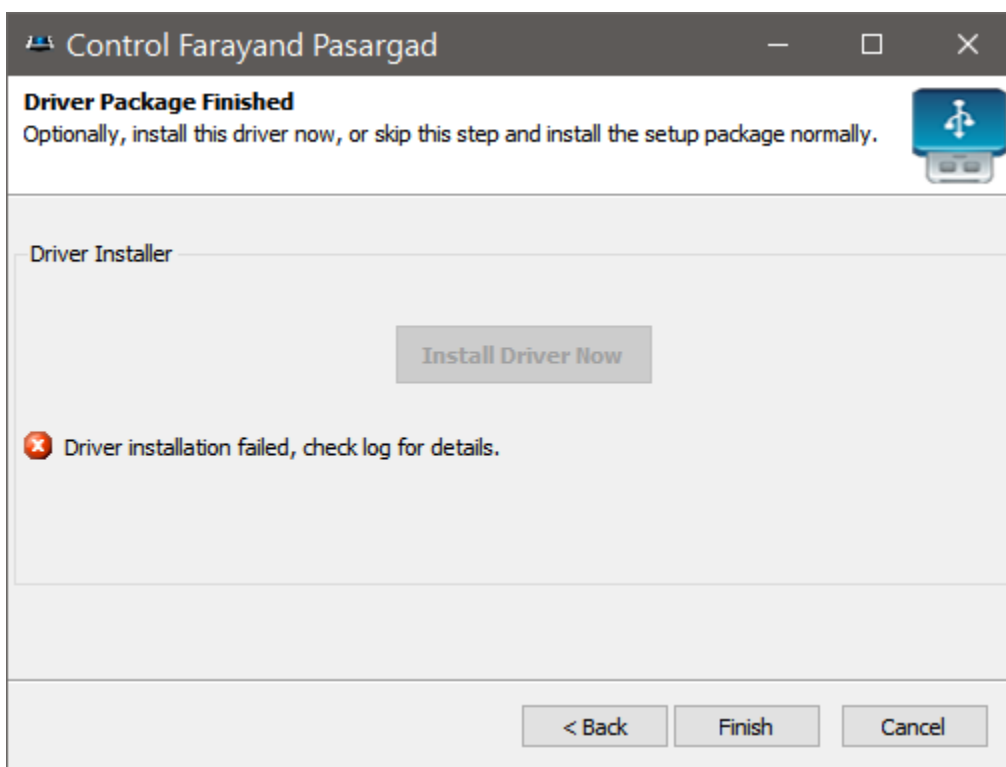 Control Farayand Pasargad
Driver Package Finished
Optionally, install this driver now, or skip this step and install the setup package normally.
Driver Installer
Install Driver Now
Driver installation failed, check log for details.
< Back
Finish
Cancel